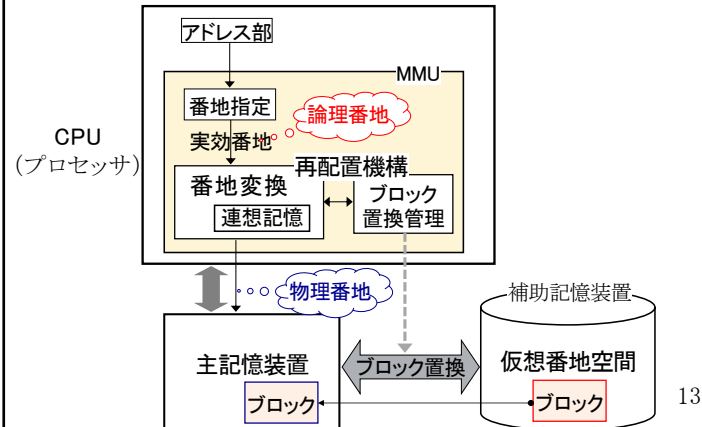 アドレス部
MMU
番地指定
論理番地
CPU
(プロセッサ)
実効番地
再配置機構
番地変換
連想記憶
ブロック
置換管理
物理番地
補助記憶装置
主記憶装置
ブロック置換
仮想番地空間
ブロック
ブロック
13